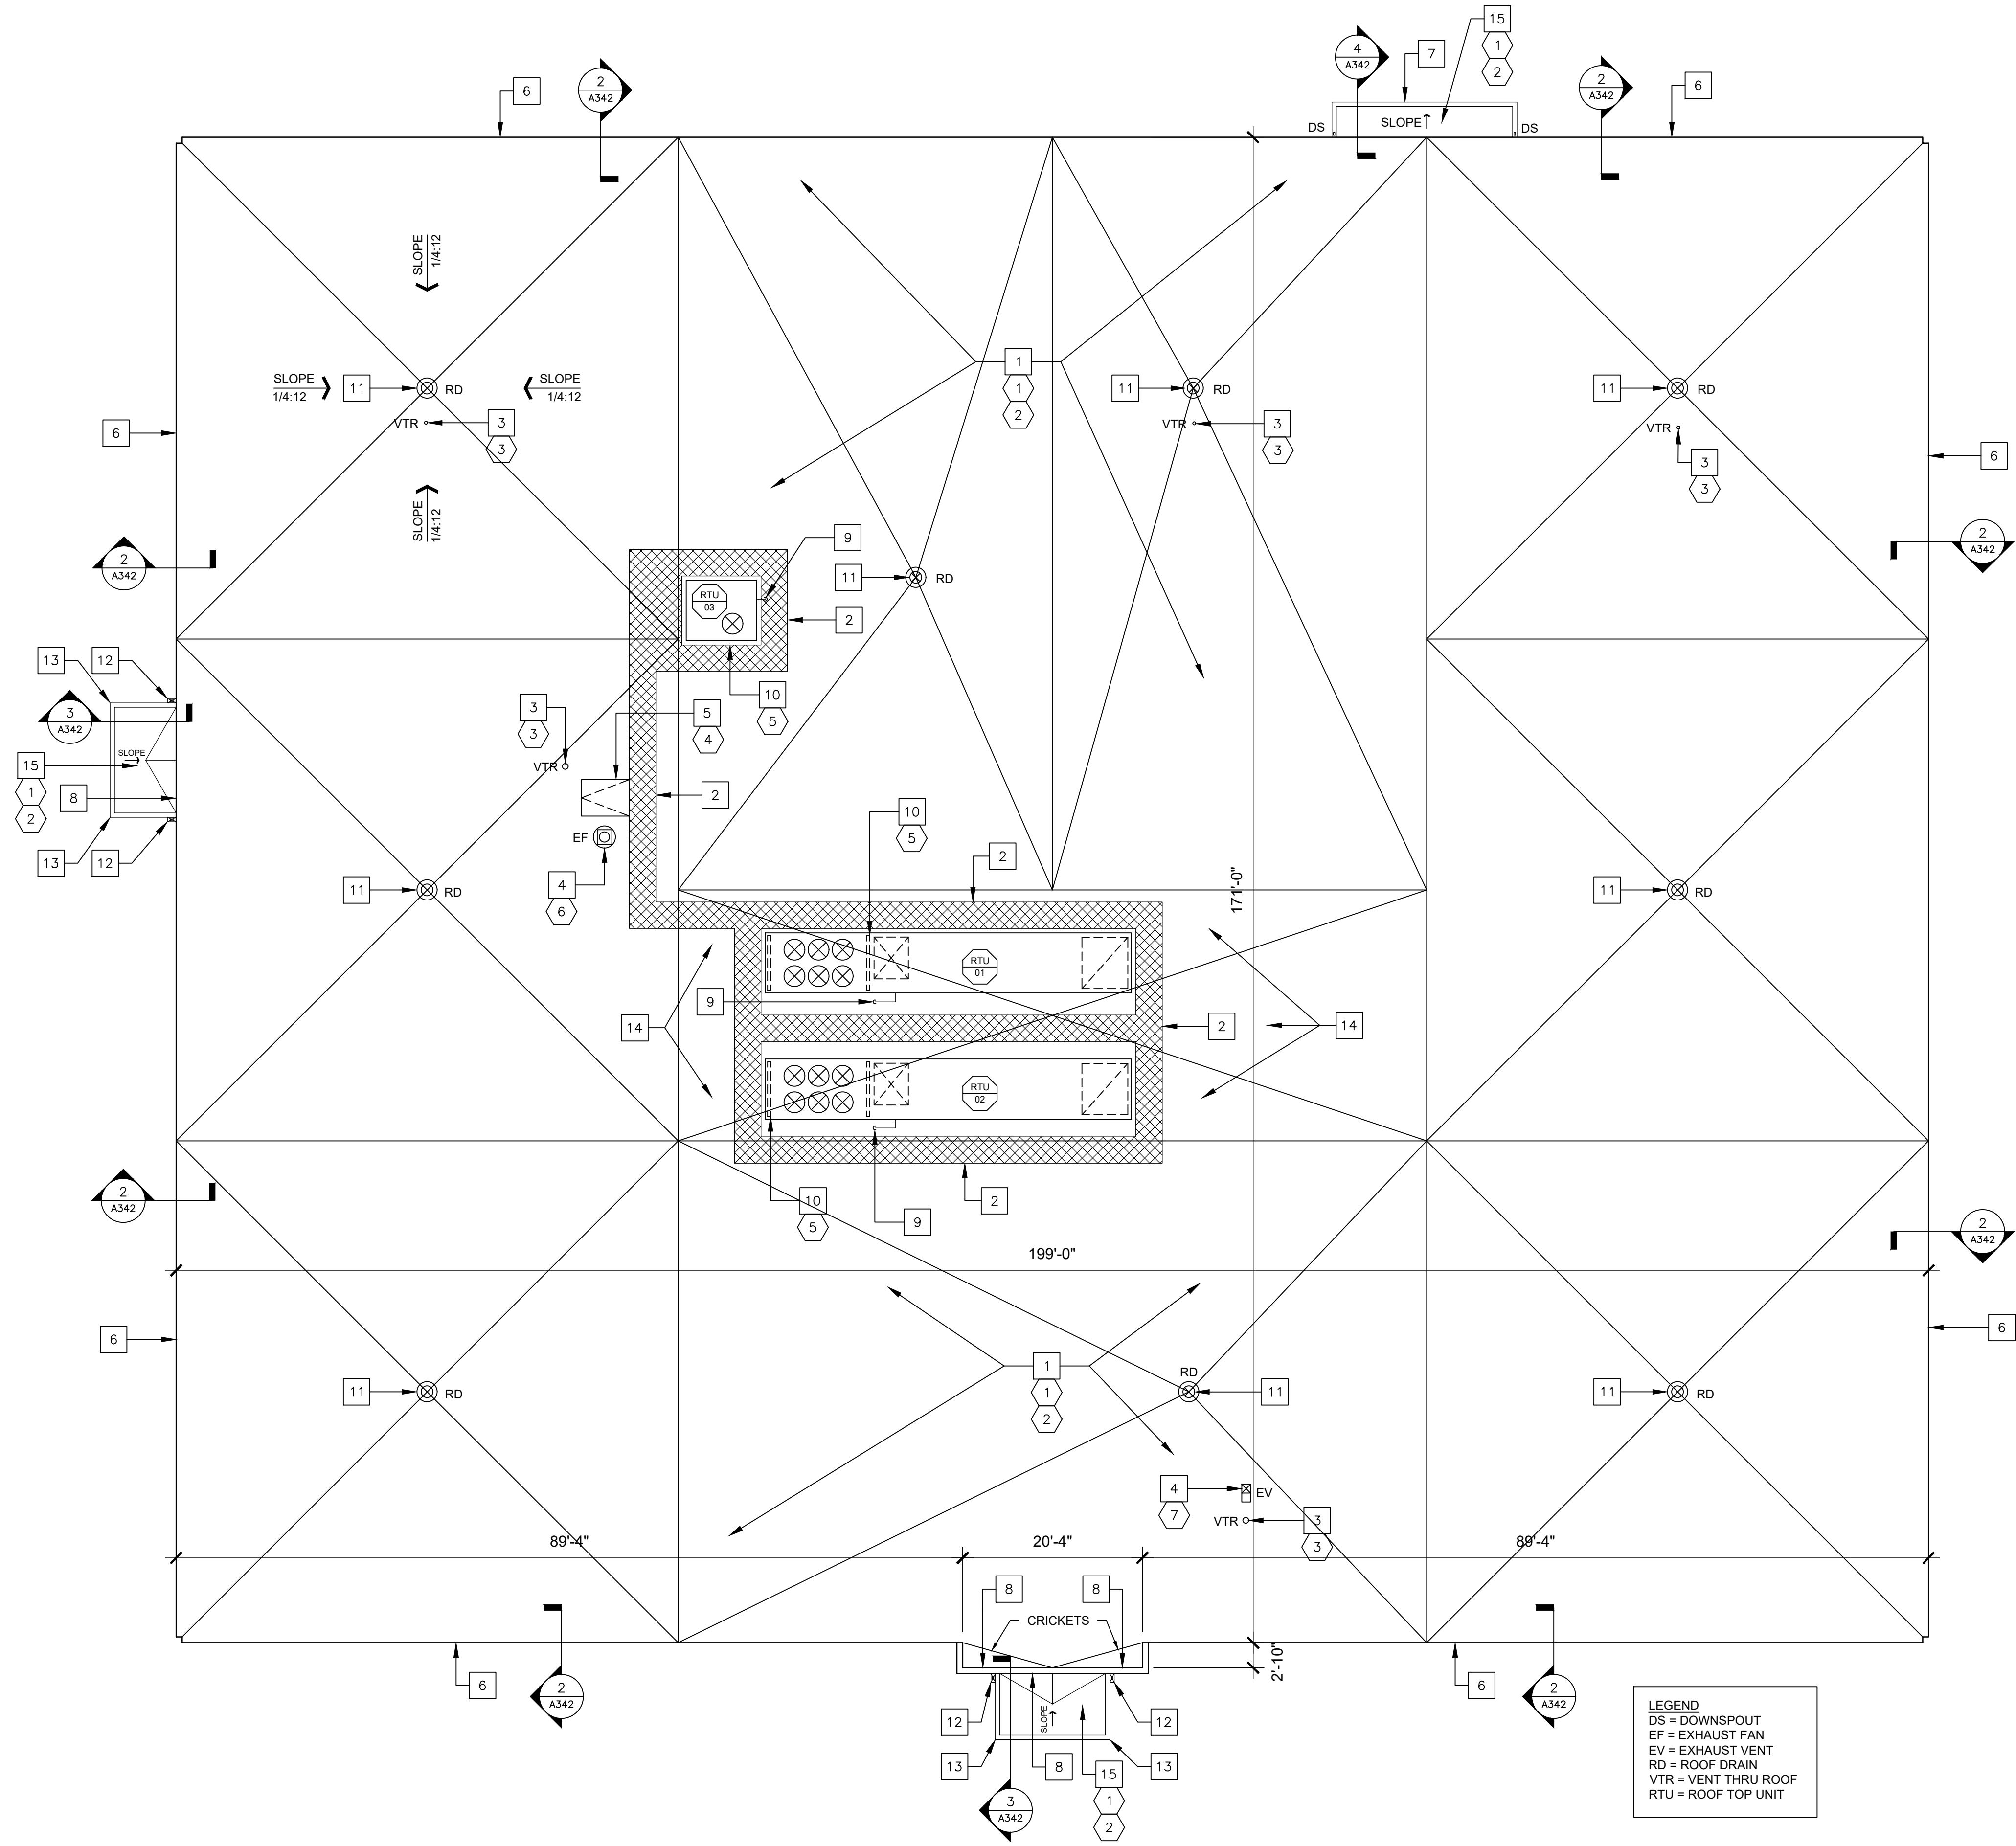 15
1
2
4
A342
7
2
A342
6
2
A342
6
DS
SLOPE
DS
SLOPE
1/4:12
SLOPE
1/4:12
11
RD
SLOPE
1/4:12
1
1
2
11
RD
11
RD
6
VTR
3
3
VTR
3
3
VTR
3
3
6
SLOPE
1/4:12
2
A342
9
11
RD
2
A342
RTU
03
2
13
12
10
5
3
A342
3
3
5
4
SLOPE
15
1
2
8
VTR
2
10
5
EF
13
12
2
11
RD
4
6
171'-0"
11
RD
RTU
01
9
14
2
14
RTU
02
2
A342
10
5
2
9
2
A342
199'-0"
6
6
1
1
2
11
RD
RD
11
11
RD
4
7
EV
VTR
3
3
89'-4"
20'-4"
89'-4"
8
8
CRICKETS
2'-10"
6
2
A342
12
SLOPE
12
6
2
A342
13
8
15
1
2
13
3
A342
LEGEND
DS = DOWNSPOUT
EF = EXHAUST FAN
EV = EXHAUST VENT
RD = ROOF DRAIN
VTR = VENT THRU ROOF
RTU = ROOF TOP UNIT